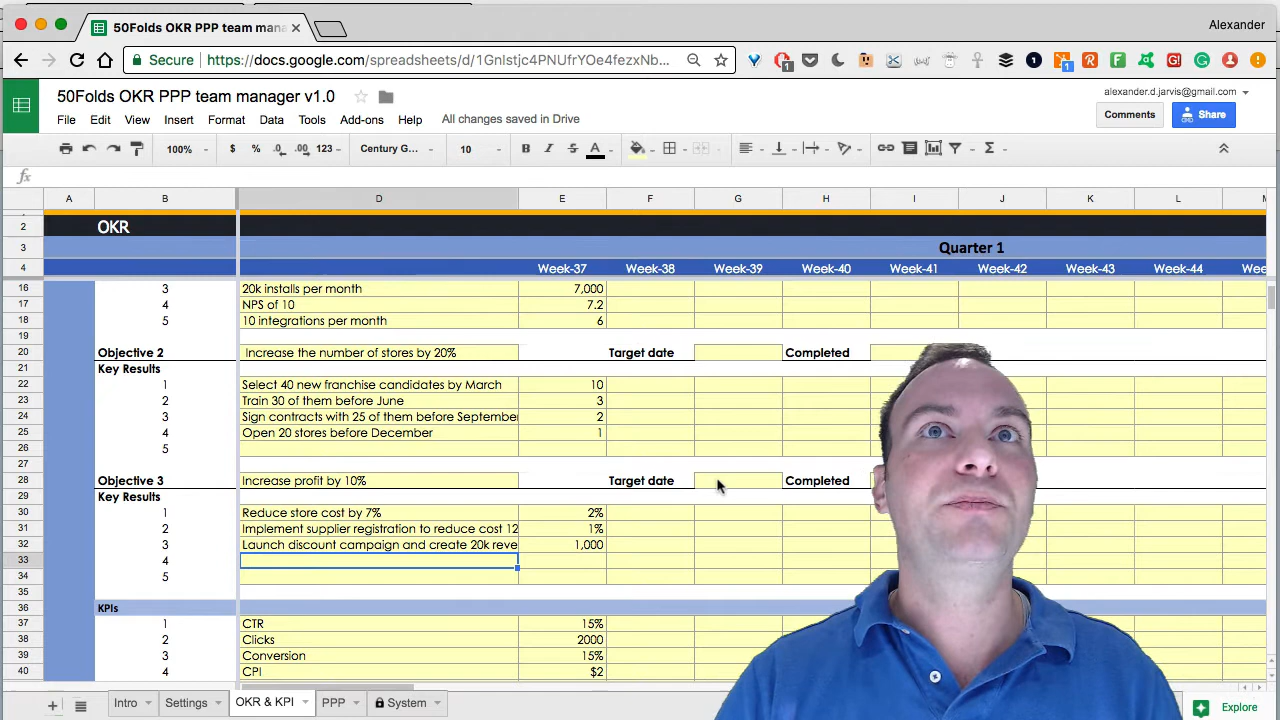 50Folds OKR PPP team mana
Alexander
Secure https://docs.google.com/spreadsheets/d/1Gnlstjc4PNUfrYOe4fezxNb...
50Folds OKR PPP team manager v1.0
alexander.d.jarvis@gmail.com
File Edit View Insert Format Data Tools Add-ons Help All changes saved in Drive
Comments Share
100% $ % .0 .00 123 Century G... 10 B I S A
fx
A B D E F G H I J K L
2 OKR
3 Quarter 1
4 Week-37 Week-38 Week-39 Week-40 Week-41 Week-42 Week-43 Week-44
16 3 20k installs per month 7,000
17 4 NPS of 10 7.2
18 5 10 integrations per month 6
19
20 Objective 2 Increase the number of stores by 20% Target date Completed
21 Key Results
22 1 Select 40 new franchise candidates by March 10
23 2 Train 30 of them before June 3
24 3 Sign contracts with 25 of them before September 2
25 4 Open 20 stores before December 1
26 5
27
28 Objective 3 Increase profit by 10% Target date Completed
29 Key Results
30 1 Reduce store cost by 7% 2%
31 2 Implement supplier registration to reduce cost 12 1%
32 3 Launch discount campaign and create 20k reve 1,000
33 4
34 5
35
36 KPIs
37 1 CTR 15%
38 2 Clicks 2000
39 3 Conversion 15%
40 4 CPI $2
Intro Settings OKR & KPI PPP System Explore